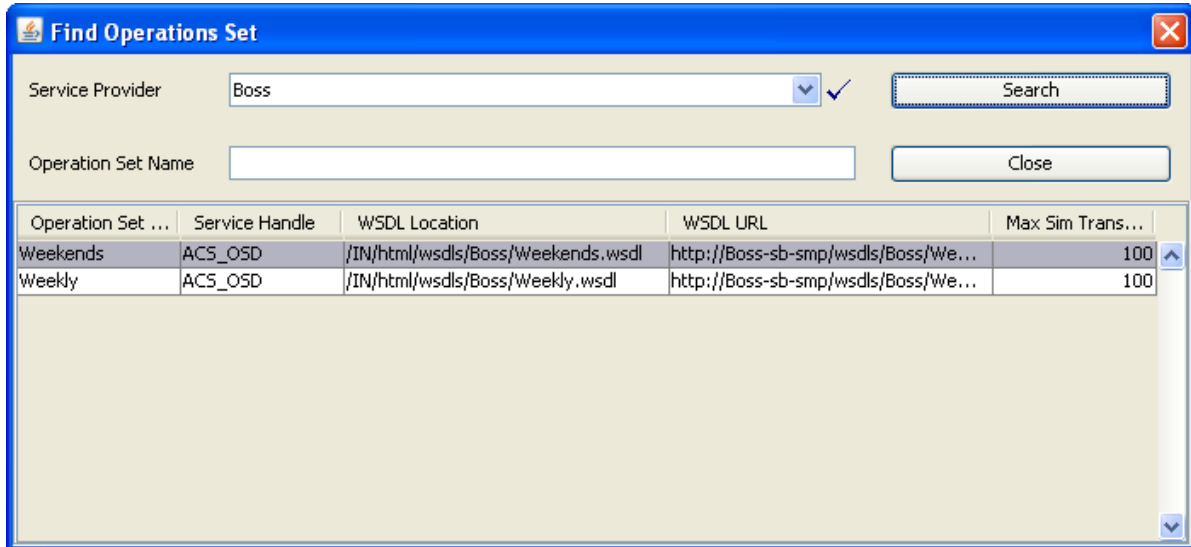 Find Operations Set
Service Provider Boss Search
Operation Set Name Close
Operation Set ... Service Handle WSDL Location WSDL URL Max Sim Trans...
Weekends ACS_OSD /IN/html/wsdls/Boss/Weekends.wsdl http://Boss-sb-smp/wsdls/Boss/We... 100
Weekly ACS_OSD /IN/html/wsdls/Boss/Weekly.wsdl http://Boss-sb-smp/wsdls/Boss/We... 100